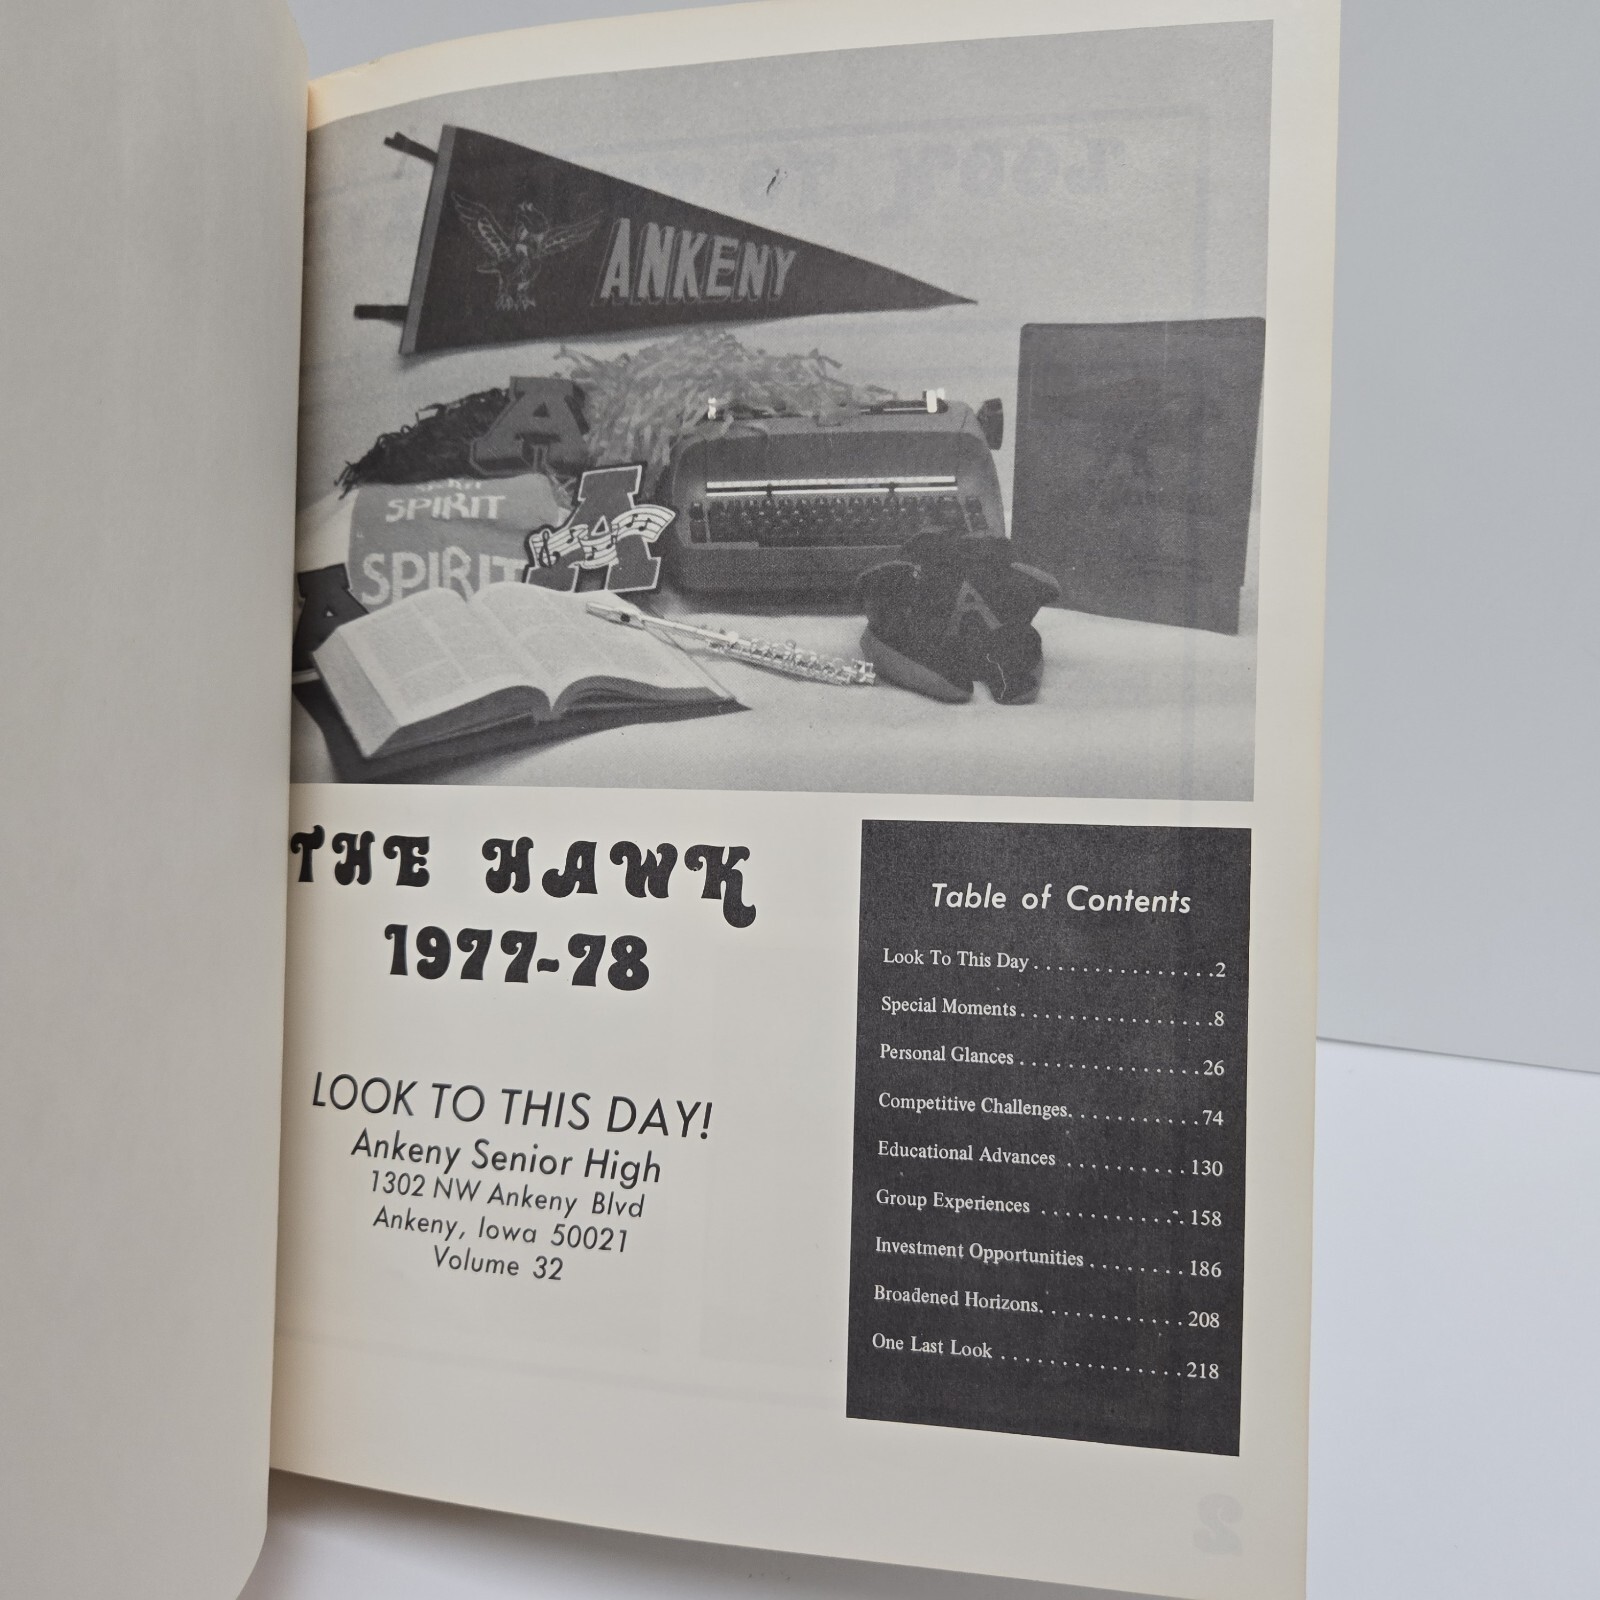 ANKENY
A
SPIRIT
SPIRIT
A
A
A
THE HAWK
1977-78
LOOK TO THIS DAY!
Ankeny Senior High
1302 NW Ankeny Blvd
Ankeny, Iowa 50021
Volume 32
Table of Contents
Look To This Day . . . . . . . . . . . . . . . 2
Special Moments . . . . . . . . . . . . . . . . 8
Personal Glances . . . . . . . . . . . . . . . 26
Competitive Challenges. . . . . . . . . . . 74
Educational Advances . . . . . . . . . . 130
Group Experiences . . . . . . . . . . . . 158
Investment Opportunities . . . . . . . . 186
Broadened Horizons. . . . . . . . . . . . 208
One Last Look . . . . . . . . . . . . . . . 218